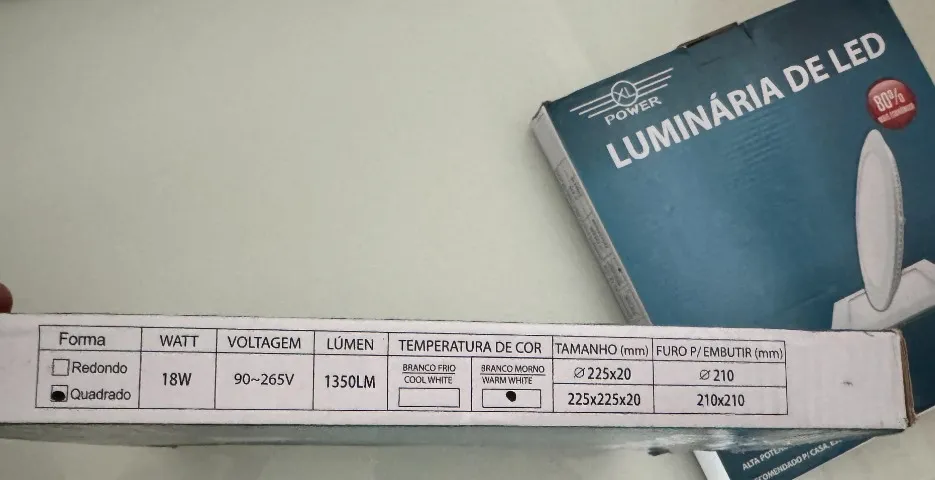 XL
POWER
LUMINÁRIA DE LED
80%
Forma
Redondo
Quadrado
WATT
18W
VOLTAGEM
90~265V
LÚMEN
1350LM
TEMPERATURA DE COR
BRANCO FRIO
COOL WHITE
BRANCO MORNO
WARM WHITE
TAMANHO (mm)
Ø 225x20
225x225x20
FURO P/ EMBUTIR (mm)
Ø 210
210x210
ALTA
P/ CASA,